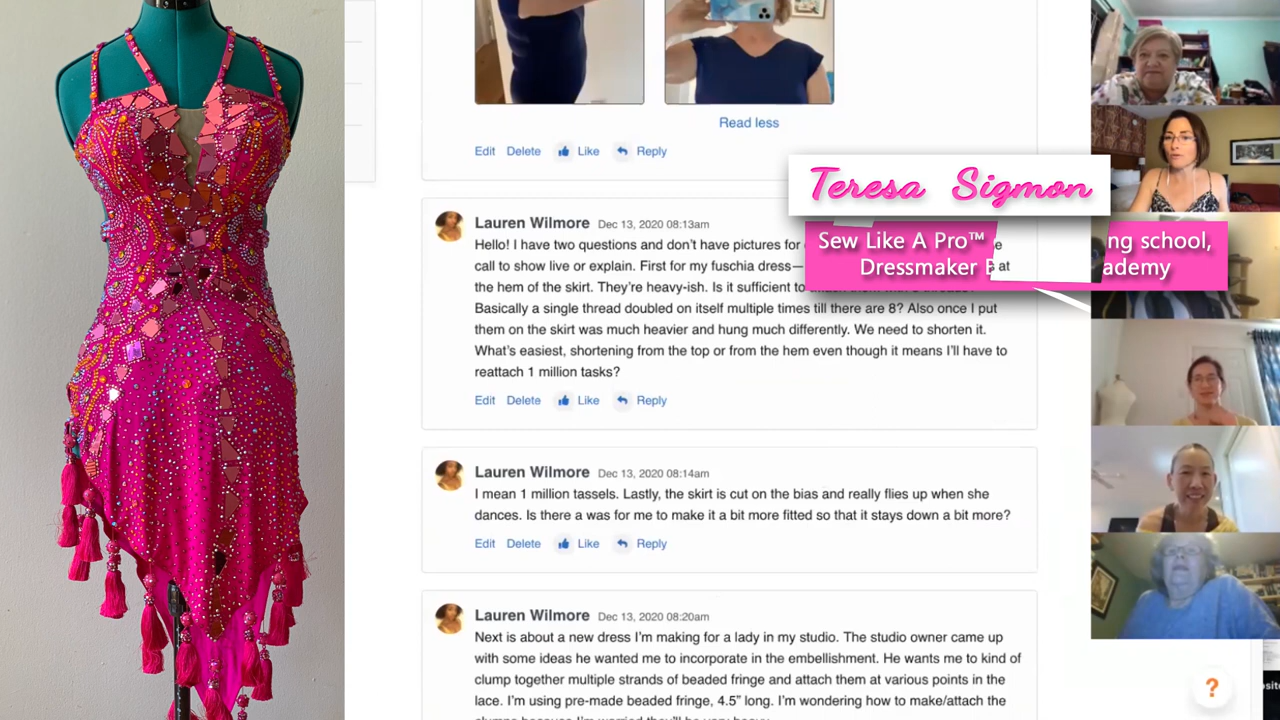 Read less
Edit Delete Like Reply
Teresa Sigmon
Sew Like A Pro™ ng school,
Dressmaker ademy
Lauren Wilmore Dec 13, 2020 08:13am
Hello! I have two questions and don't have pictures for
call to show live or explain. First for my fuschia dress— at
the hem of the skirt. They're heavy-ish. Is it sufficient to
Basically a single thread doubled on itself multiple times till there are 8? Also once I put
them on the skirt was much heavier and hung much differently. We need to shorten it.
What's easiest, shortening from the top or from the hem even though it means I'll have to
reattach 1 million tasks?
Edit Delete Like Reply
Lauren Wilmore Dec 13, 2020 08:14am
I mean 1 million tassels. Lastly, the skirt is cut on the bias and really flies up when she
dances. Is there a was for me to make it a bit more fitted so that it stays down a bit more?
Edit Delete Like Reply
Lauren Wilmore Dec 13, 2020 08:20am
Next is about a new dress I'm making for a lady in my studio. The studio owner came up
with some ideas he wanted me to incorporate in the embellishment. He wants me to kind of
clump together multiple strands of beaded fringe and attach them at various points in the
lace. I'm using pre-made beaded fringe, 4.5" long. I'm wondering how to make/attach the
?